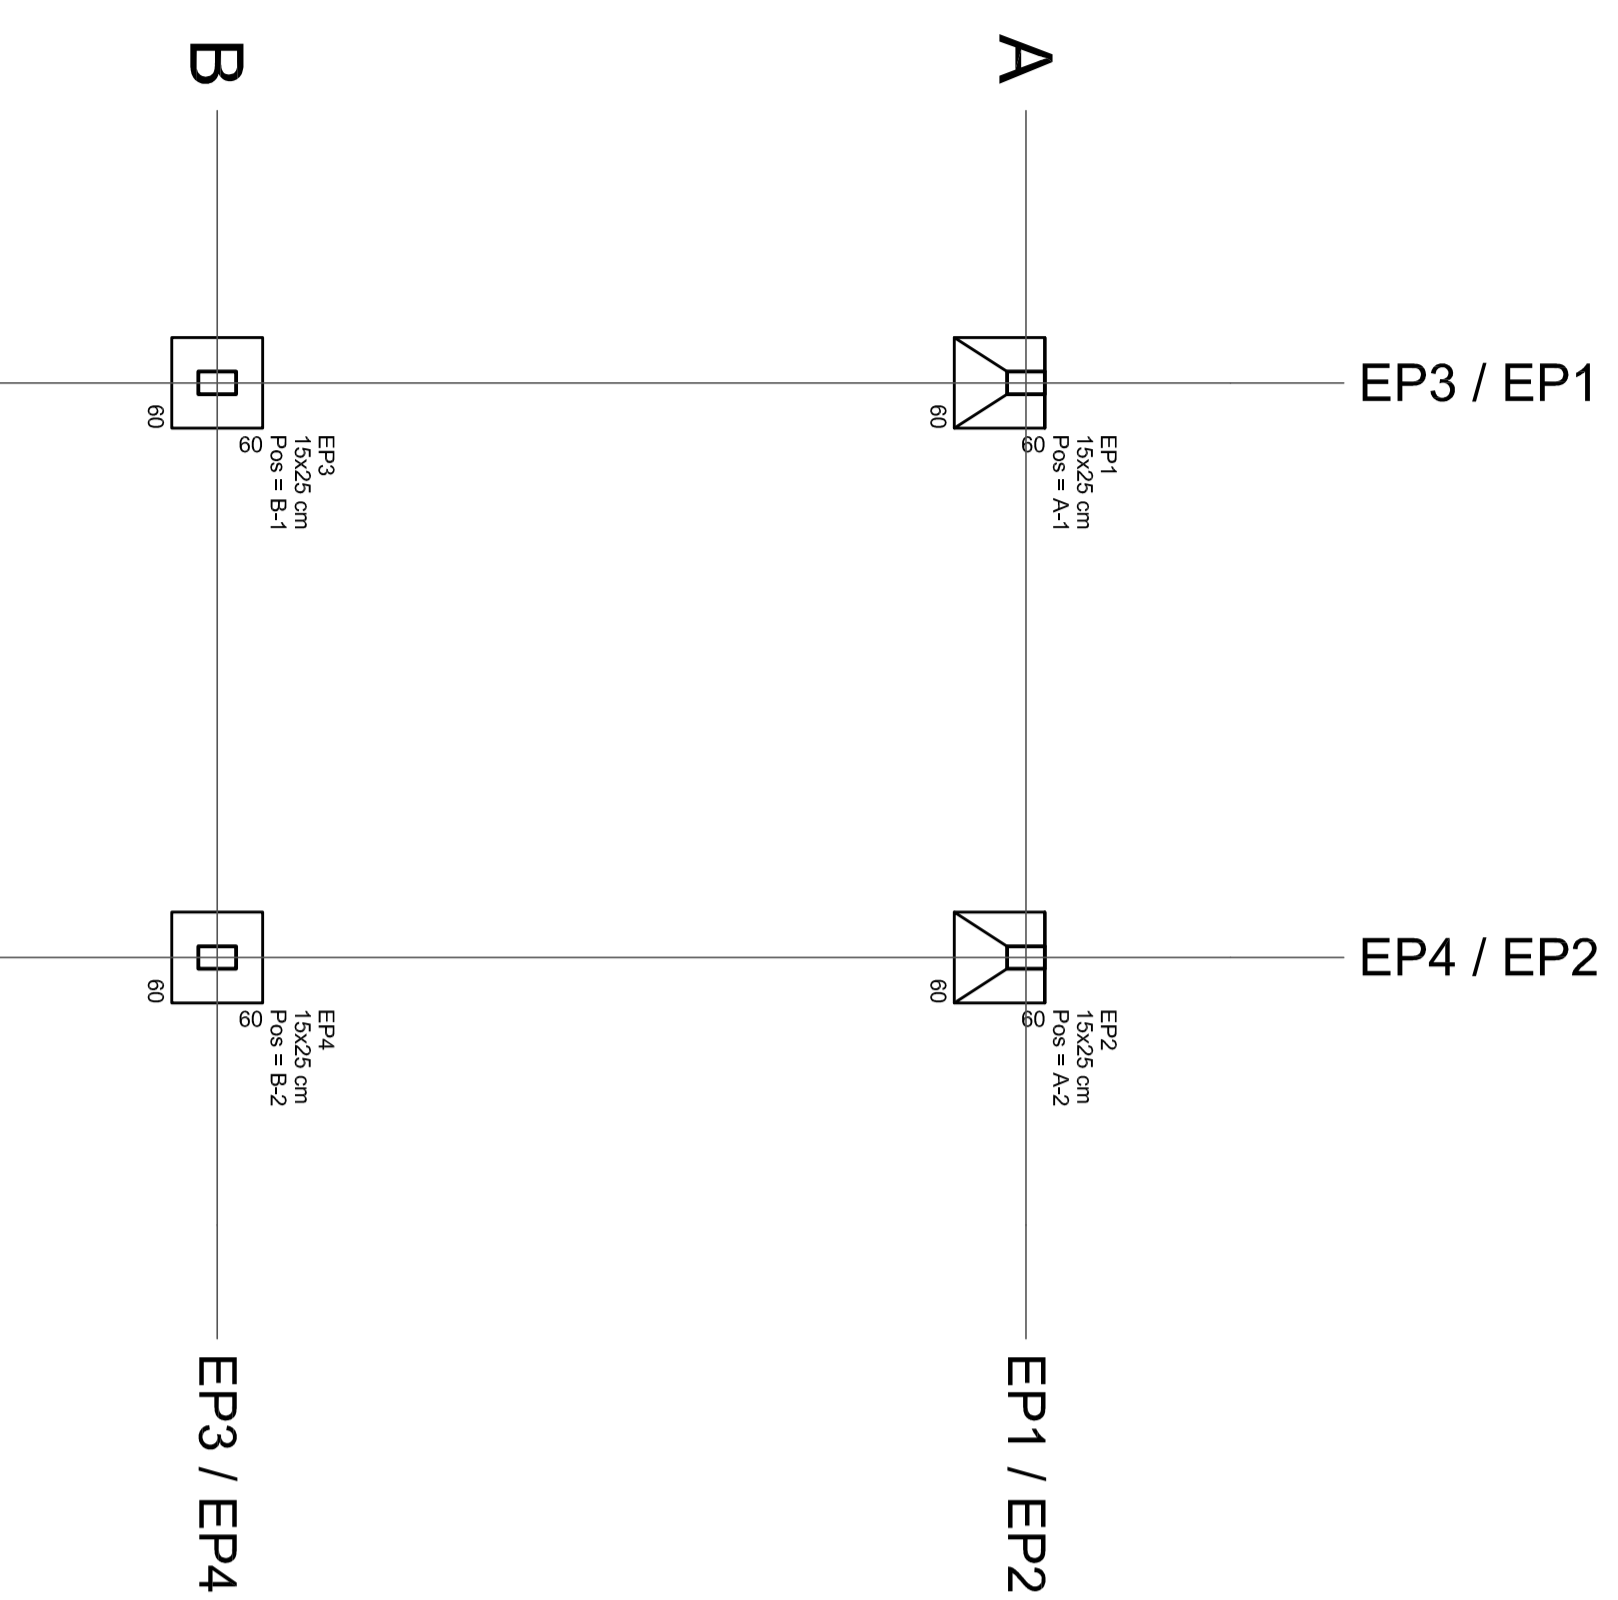 B
A
EP3 / EP1
60
60
EP3
15x25 cm
Pos = B-1
60
60
EP1
15x25 cm
Pos = A-1
EP4 / EP2
60
60
EP4
15x25 cm
Pos = B-2
60
60
EP2
15x25 cm
Pos = A-2
EP3 / EP4
EP1 / EP2